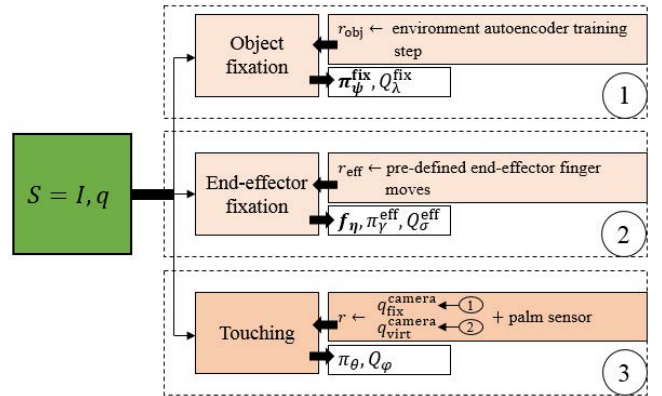 S = I, q
Object
fixation
r_obj ← environment autoencoder training
step
π_ψ^fix, Q_λ^fix
1
End-effector
fixation
r_eff ← pre-defined end-effector finger
moves
f_η, π_γ^eff, Q_σ^eff
2
Touching
r ← q_fix^camera ← 1
q_virt^camera ← 2
+ palm sensor
π_θ, Q_φ
3